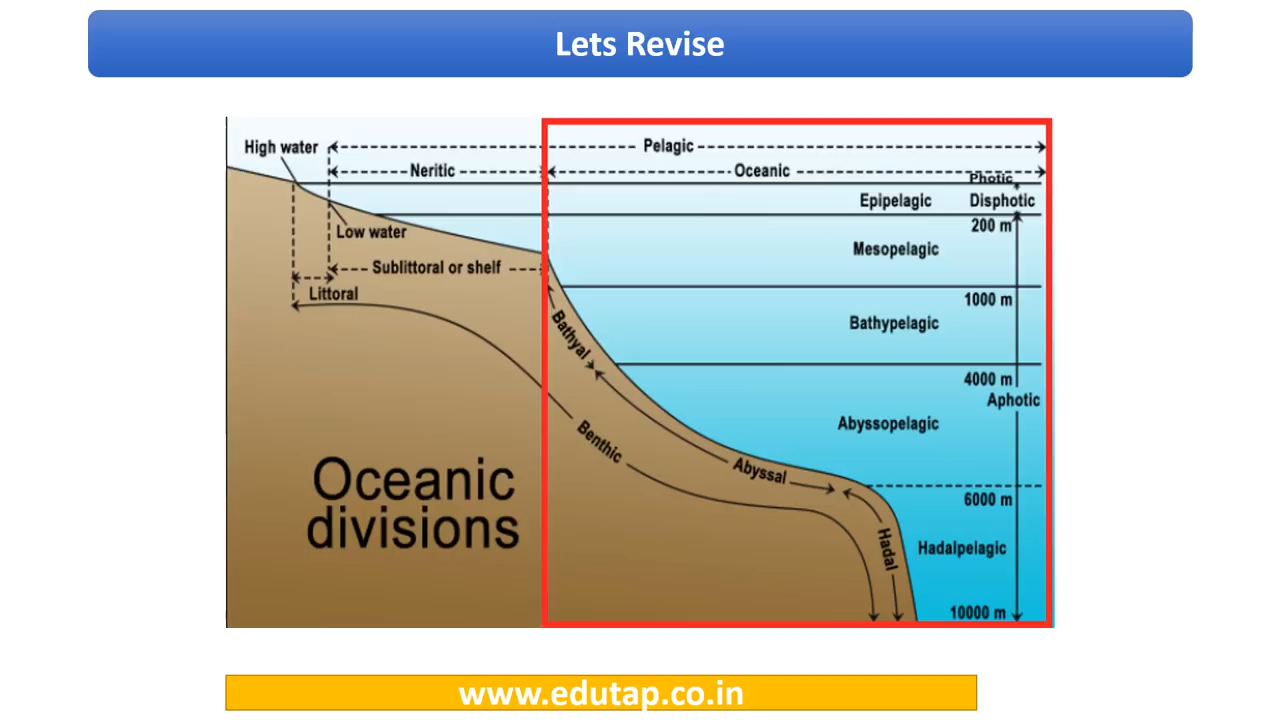 Lets Revise
High water
Pelagic
Neritic
Oceanic
Photic
Epipelagic
Disphotic
200 m
Low water
Mesopelagic
Sublittoral or shelf
Littoral
1000 m
Bathyal
Bathypelagic
4000 m
Aphotic
Abyssopelagic
Benthic
Abyssal
6000 m
Oceanic
divisions
Hadal
Hadalpelagic
10000 m
www.edutap.co.in